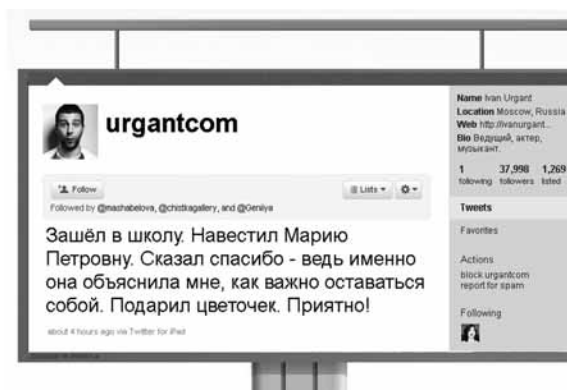 urgantcom
Follow
Lists
Followed by @mashabelova, @chistkagallery, and @Geniiya
Зашёл в школу. Навестил Марию
Петровну. Сказал спасибо - ведь именно
она объяснила мне, как важно оставаться
собой. Подарил цветочек. Приятно!
about 4 hours ago via Twitter for iPad
Name Ivan Urgant
Location Moscow, Russia
Web http://ivanurgant...
Bio Ведущий, актер,
музыкант.
1 37,998 1,269
following followers listed
Tweets
Favorites
Actions
block urgantcom
report for spam
Following